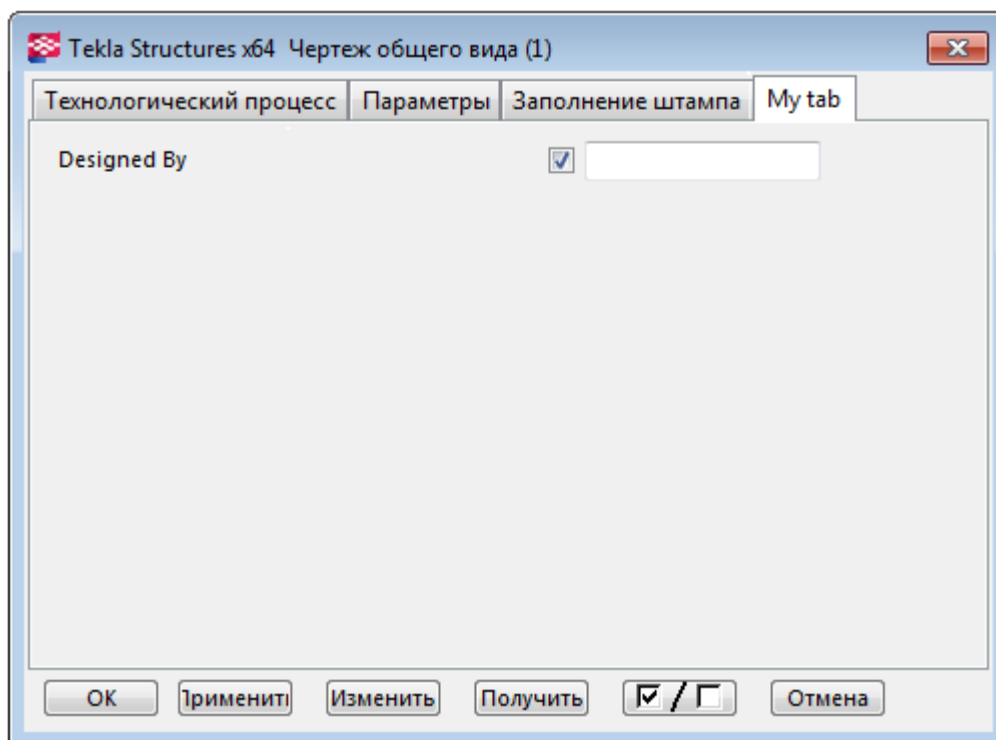 Tekla Structures x64 Чертеж общего вида (1)
Технологический процесс Параметры Заполнение штампа My tab
Designed By
OK Применить Изменить Получить / Отмена